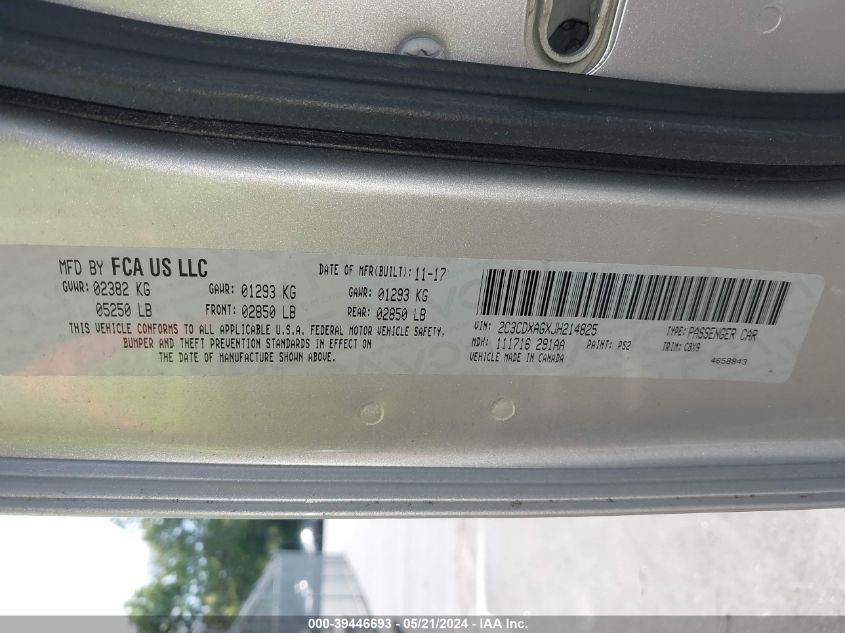 MFD BY FCA US LLC
DATE OF MFR(BUILT): 11-17
GVWR: 02382 KG
GAWR: 01293 KG
GAWR: 01293 KG
05250 LB
FRONT: 02850 LB
REAR: 02850 LB
THIS VEHICLE CONFORMS TO ALL APPLICABLE U.S.A. FEDERAL MOTOR VEHICLE SAFETY,
BUMPER AND THEFT PREVENTION STANDARDS IN EFFECT ON
THE DATE OF MANUFACTURE SHOWN ABOVE.
VIN: 2C3CDXAGXJH214825
TYPE: PASSENGER CAR
MDH: 111716 291AA
PAINT: PS2
TRIM: CBX9
VEHICLE MADE IN CANADA
4658843
000-39446693 - 05/21/2024 - IAA Inc.